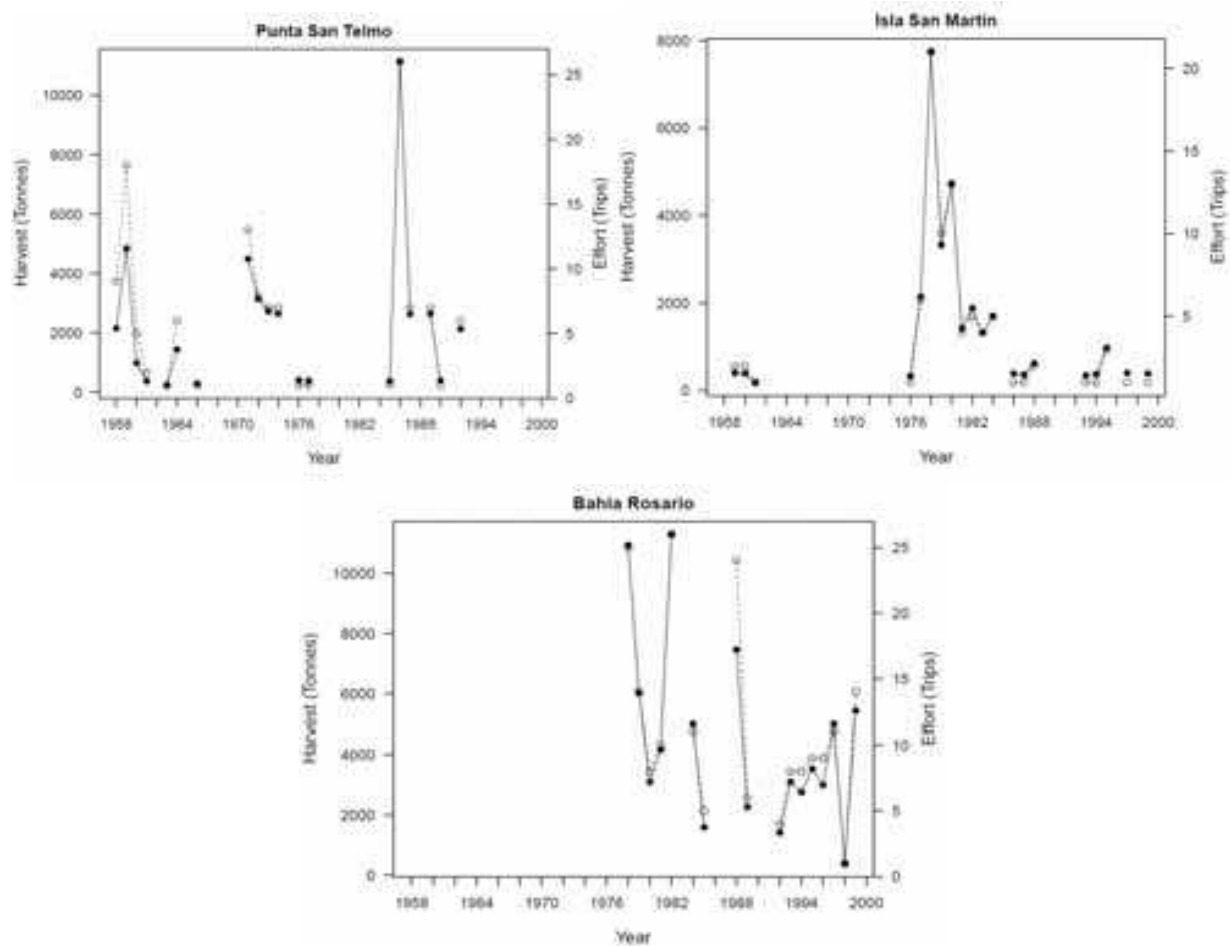 Punta San Telmo
10000
8000
6000
4000
2000
0
Harvest (Tonnes)
25
20
15
10
5
0
Effort (Trips)
1958 1964 1970 1976 1982 1988 1994 2000
Year
Isla San Martin
8000
6000
4000
2000
0
Harvest (Tonnes)
20
15
10
5
Effort (Trips)
1958 1964 1970 1976 1982 1988 1994 2000
Year
Bahia Rosario
10000
8000
6000
4000
2000
0
Harvest (Tonnes)
25
20
15
10
5
0
Effort (Trips)
1958 1964 1970 1976 1982 1988 1994 2000
Year